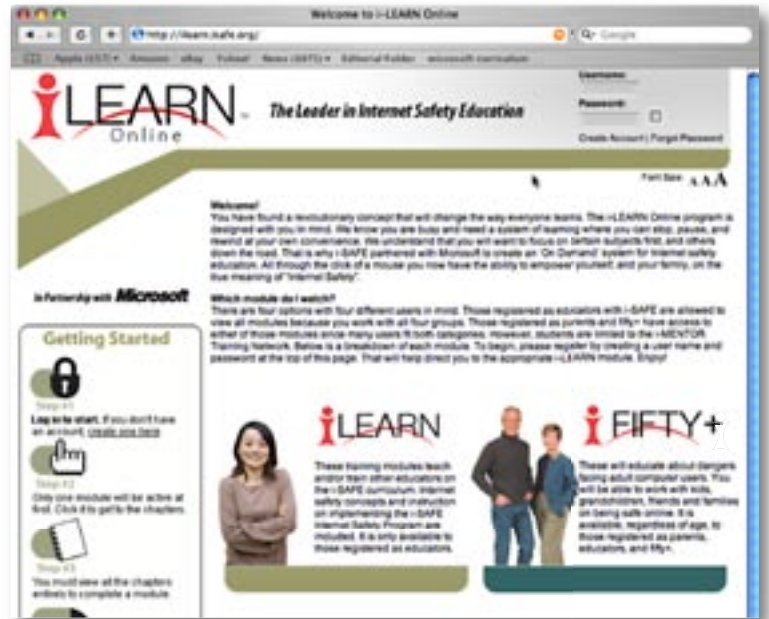 Welcome to i-LEARN Online
http://ilearn.isafe.org/
Google
Apple (157) Amazon eBay Yahoo! News (1071) Editorial Folder microsoft curriculum
iLEARN
Online
The Leader in Internet Safety Education
Username:
Password:
Create Account | Forgot Password
Font Size: A A A
Welcome!
You have found a revolutionary concept that will change the way everyone learns. The i-LEARN Online program is
designed with you in mind. We know you are busy and need a system of learning where you can stop, pause, and
rewind at your own convenience. We understand that you will want to focus on certain subjects first, and others
down the road. That is why i-SAFE partnered with Microsoft to create an 'On Demand' system for Internet safety
education. All through the click of a mouse you now have the ability to empower yourself, and your family, on the
true meaning of "Internet Safety".
In Partnership with Microsoft
Which module do I watch?
There are four options with four different users in mind. Those registered as educators with i-SAFE are allowed to
view all modules because you work with all four groups. Those registered as parents and fifty+ have access to
either of those modules since many users fit both categories. However, students are limited to the i-MENTOR
Training Network. Below is a breakdown of each module. To begin, please register by creating a user name and
password at the top of this page. That will help direct you to the appropriate i-LEARN module. Enjoy!
Getting Started
Step #1
Log in to start. If you don't have
an account, create one here
Step #2
Only one module will be active at
first. Click it to get to the chapters.
Step #3
You must view all the chapters
entirely to complete a module.
iLEARN
These training modules teach
and/or train other educators on
the i-SAFE curriculum. Internet
safety concepts and instruction
on implementing the i-SAFE
Internet Safety Program are
included. It is only available to
those registered as educators.
i FIFTY+
These will educate about dangers
facing adult computer users. You
will be able to work with kids,
grandchildren, friends and families
on being safe online. It is
available, regardless of age, to
those registered as parents,
educators, and fifty+.